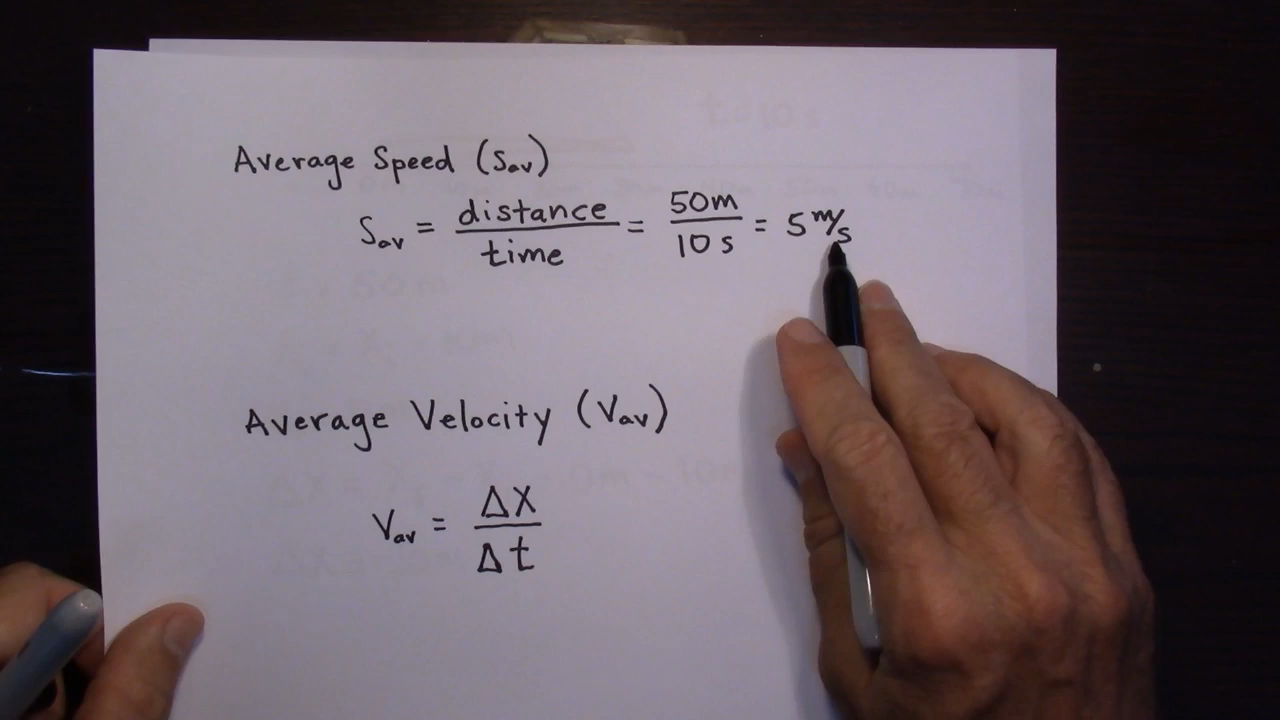 Average Speed (Sav)
Sav = distance/time = 50m/10s = 5 m/s
Average Velocity (Vav)
Vav = ΔX/Δt